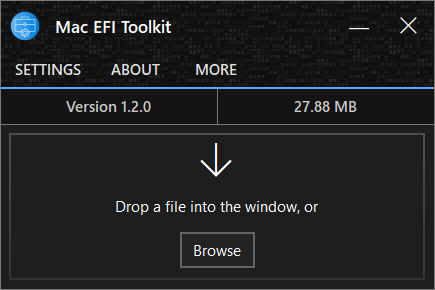 Mac EFI Toolkit
SETTINGS ABOUT MORE
Version 1.2.0 27.88 MB
Drop a file into the window, or
Browse